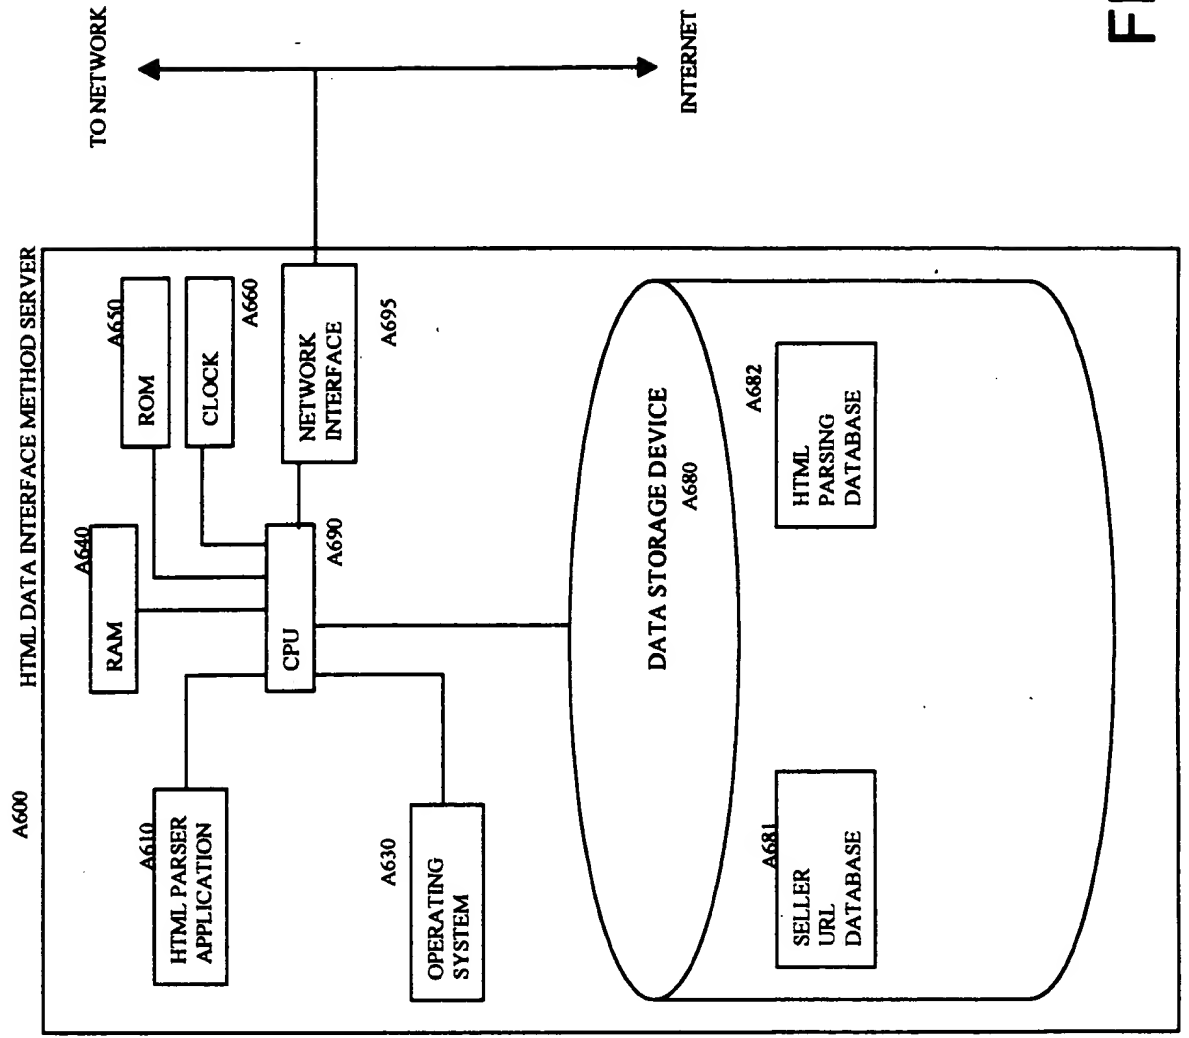 A600
HTML DATA INTERFACE METHOD SERVER
A610
HTML PARSER
APPLICATION
A640
RAM
A650
ROM
CLOCK
A660
CPU
A690
NETWORK
INTERFACE
A695
TO NETWORK
INTERNET
A630
OPERATING
SYSTEM
DATA STORAGE DEVICE
A680
A681
SELLER
URL
DATABASE
A682
HTML
PARSING
DATABASE